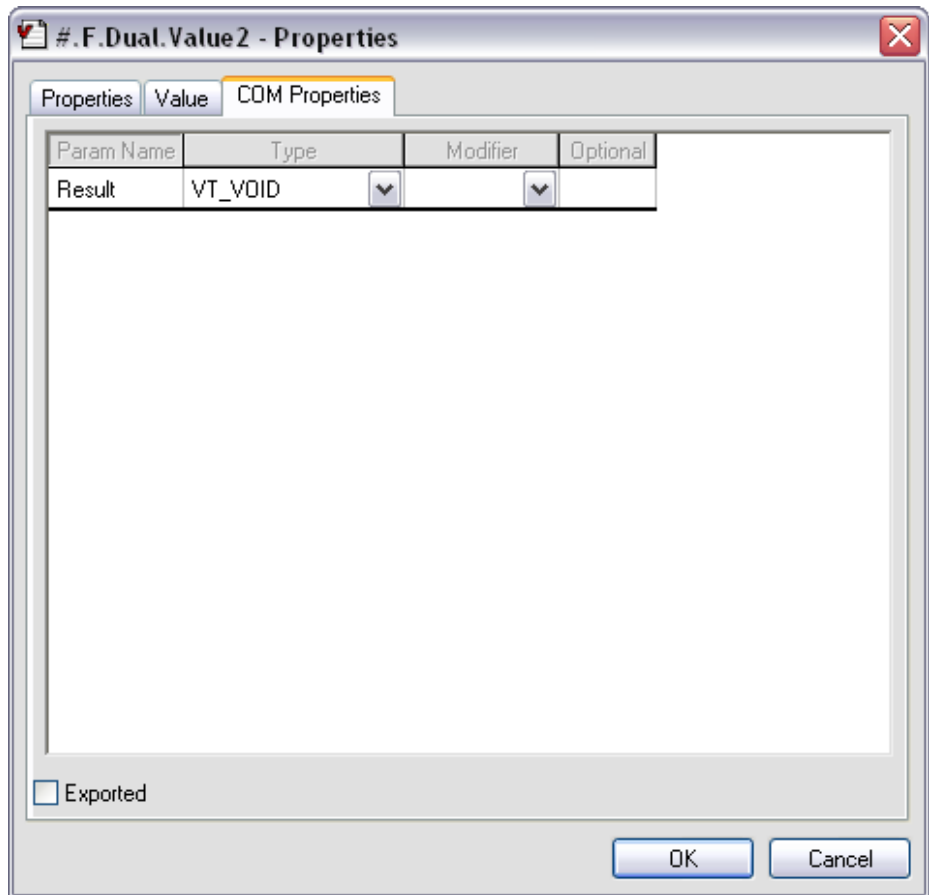 #.F.Dual.Value2 - Properties
Properties Value COM Properties
Param Name Type Modifier Optional
Result VT_VOID
Exported
OK Cancel